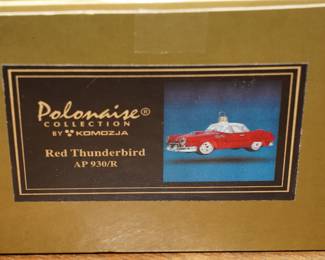 Polonaise®
COLLECTION
BY KOMOZJA
Red Thunderbird
AP 930/R